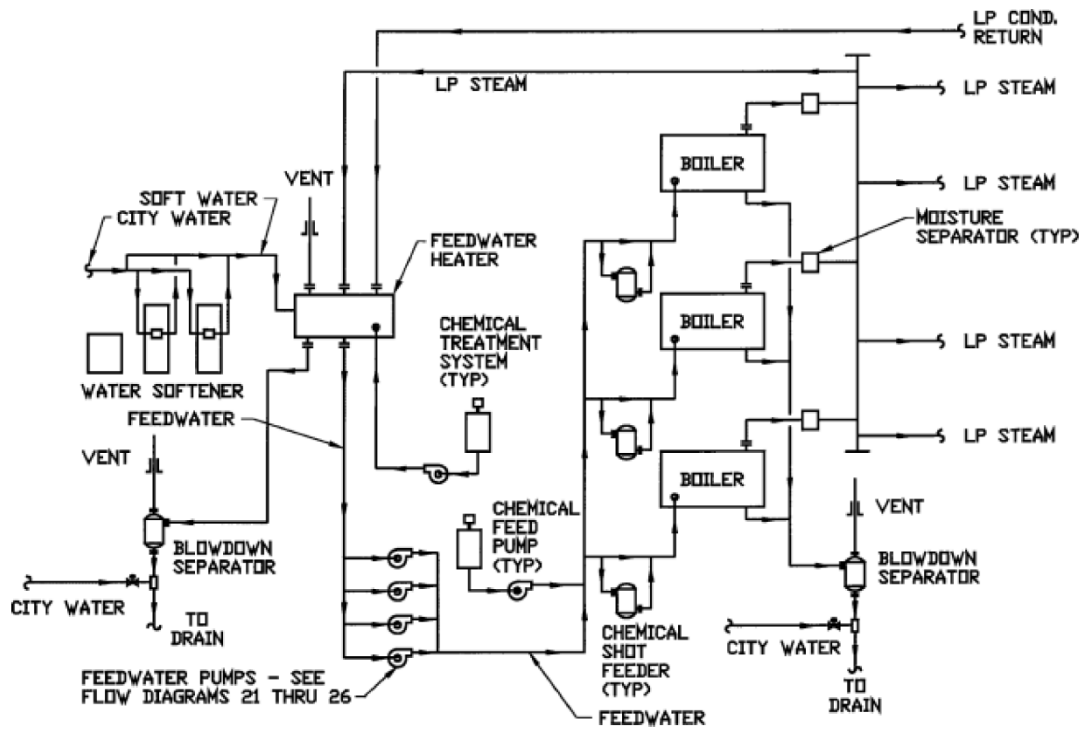 LP COND.
RETURN
LP STEAM
LP STEAM
BOILER
VENT
LP STEAM
SOFT WATER
CITY WATER
MOISTURE
SEPARATOR (TYP)
FEEDWATER
HEATER
CHEMICAL
TREATMENT
SYSTEM
(TYP)
BOILER
LP STEAM
WATER SOFTENER
FEEDWATER
LP STEAM
VENT
BOILER
CHEMICAL
FEED
PUMP
(TYP)
VENT
BLOWDOWN
SEPARATOR
BLOWDOWN
SEPARATOR
CITY WATER
TO
DRAIN
CHEMICAL
SHOT
FEEDER
(TYP)
CITY WATER
FEEDWATER PUMPS - SEE
FLOW DIAGRAMS 21 THRU 26
TO
DRAIN
FEEDWATER